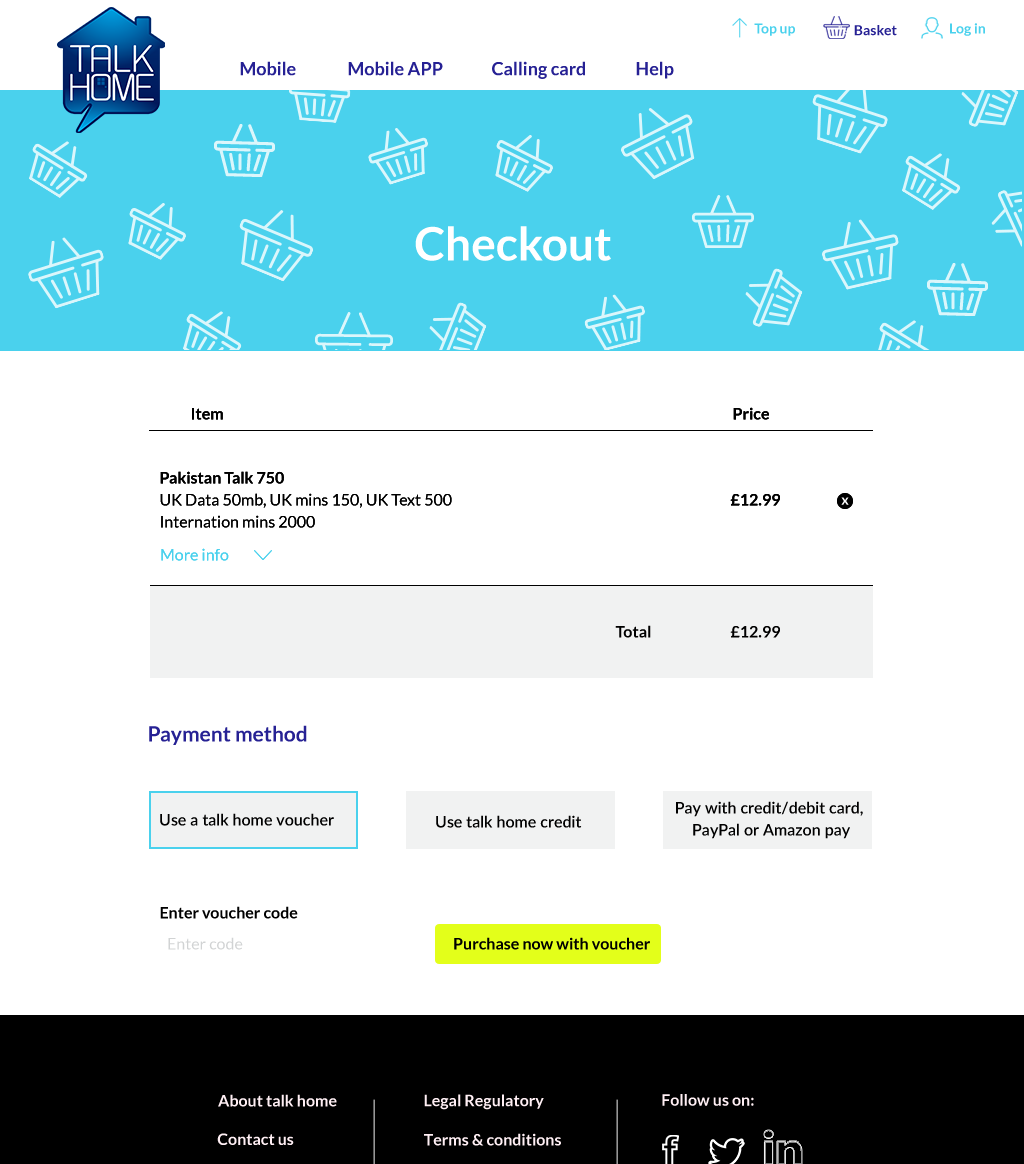 TALK
HOME
Top up
Basket
Log in
Mobile
Mobile APP
Calling card
Help
Checkout
Item
Price
Pakistan Talk 750
UK Data 50mb, UK mins 150, UK Text 500
Internation mins 2000
£12.99
X
More info
Total
£12.99
Payment method
Use a talk home voucher
Use talk home credit
Pay with credit/debit card,
PayPal or Amazon pay
Enter voucher code
Enter code
Purchase now with voucher
About talk home
Legal Regulatory
Follow us on:
Contact us
Terms & conditions
f
in